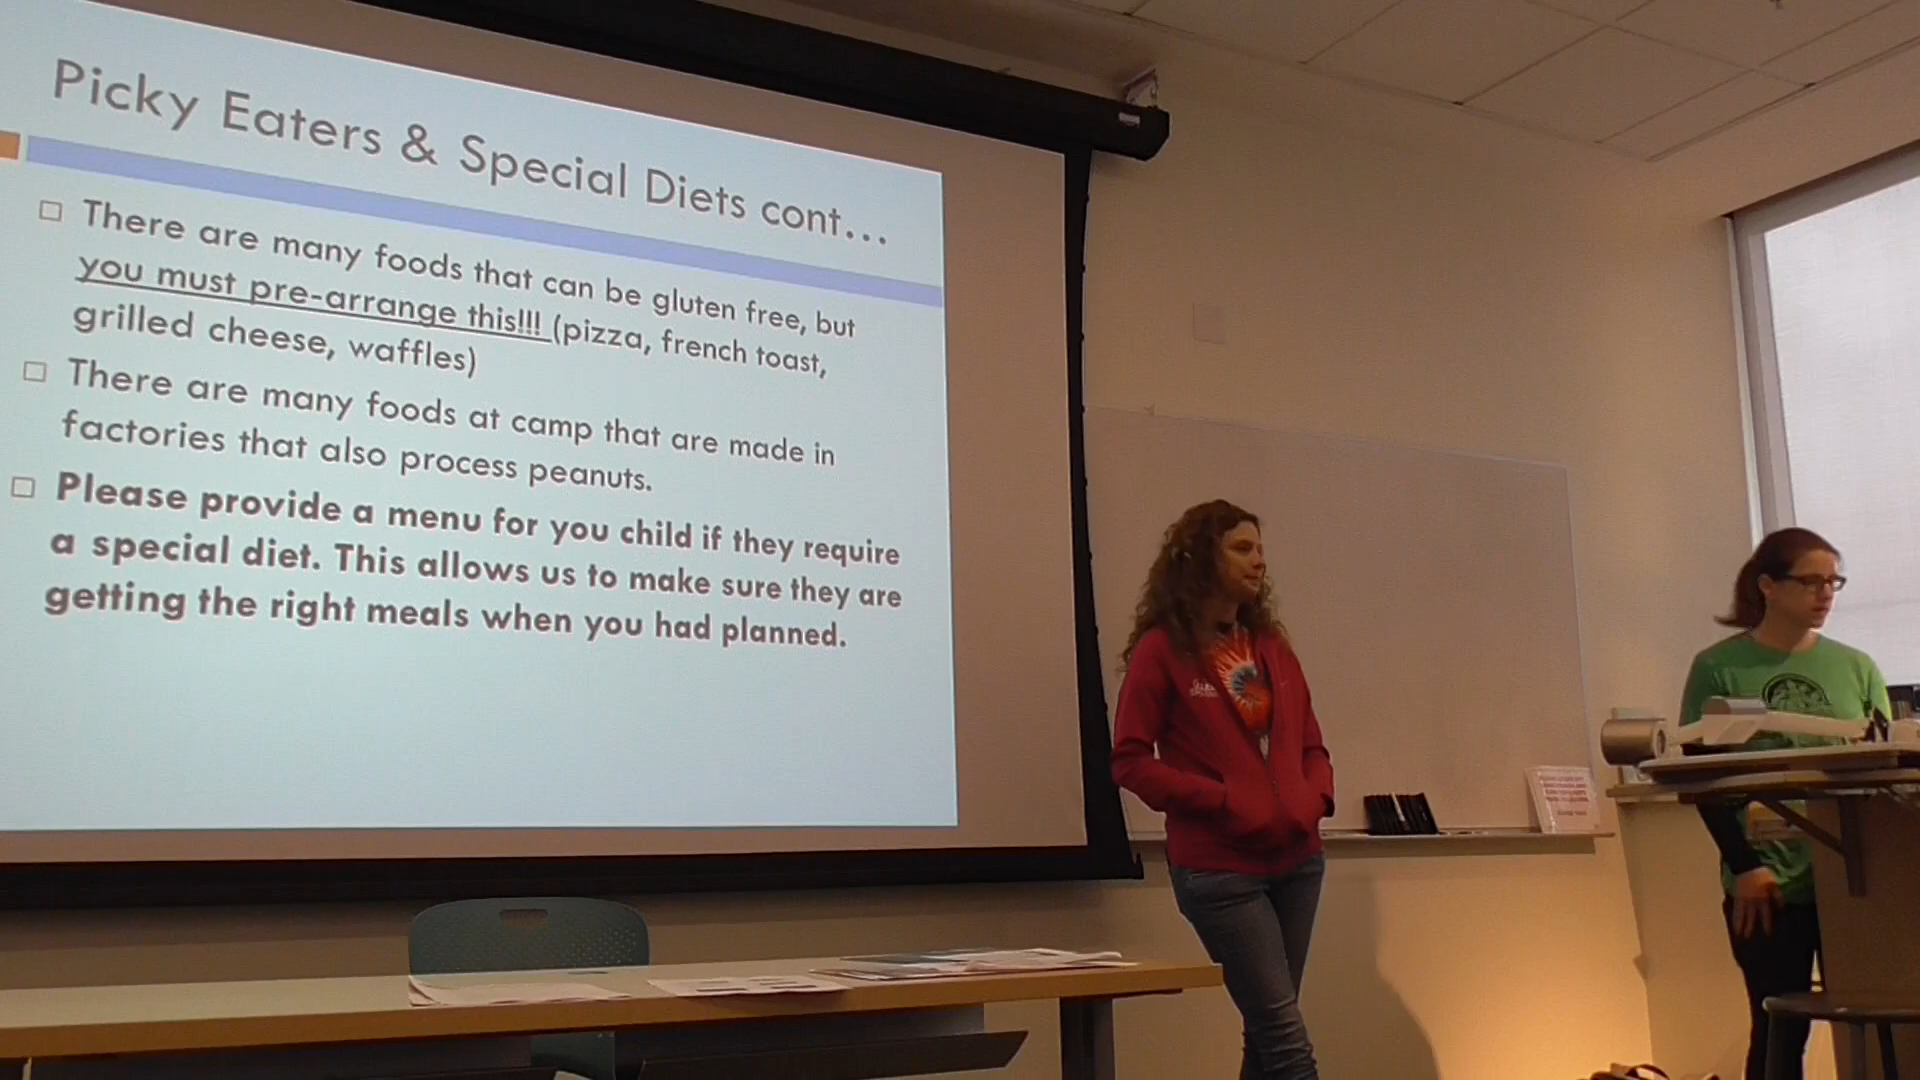 Picky Eaters & Special Diets cont...
There are many foods that can be gluten free, but
you must pre-arrange this!!! (pizza, french toast,
grilled cheese, waffles)
There are many foods at camp that are made in
factories that also process peanuts.
Please provide a menu for you child if they require
a special diet. This allows us to make sure they are
getting the right meals when you had planned.